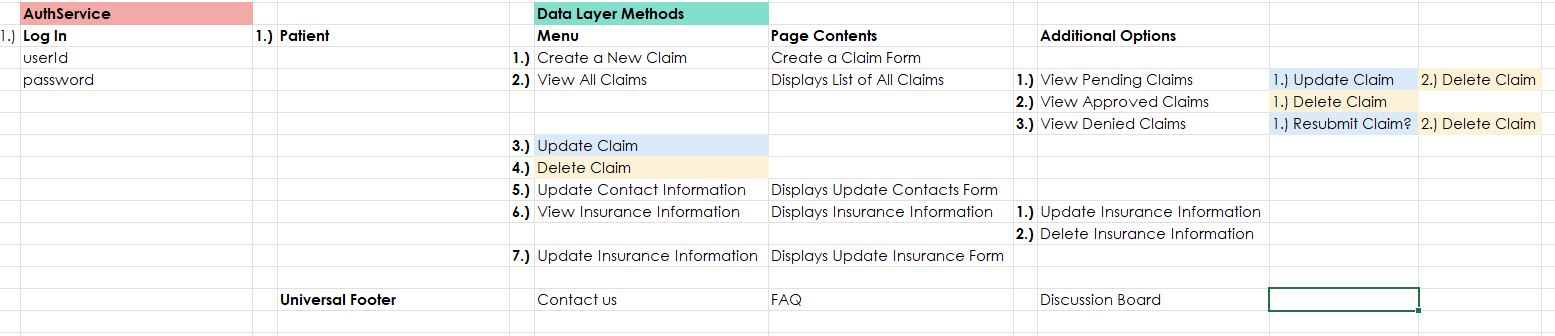 AuthService Data Layer Methods
1.) Log In 1.) Patient Menu Page Contents Additional Options
userId 1.) Create a New Claim Create a Claim Form
password 2.) View All Claims Displays List of All Claims 1.) View Pending Claims 1.) Update Claim 2.) Delete Claim
2.) View Approved Claims 1.) Delete Claim
3.) View Denied Claims 1.) Resubmit Claim? 2.) Delete Claim
3.) Update Claim
4.) Delete Claim
5.) Update Contact Information Displays Update Contacts Form
6.) View Insurance Information Displays Insurance Information 1.) Update Insurance Information
2.) Delete Insurance Information
7.) Update Insurance Information Displays Update Insurance Form
Universal Footer Contact us FAQ Discussion Board